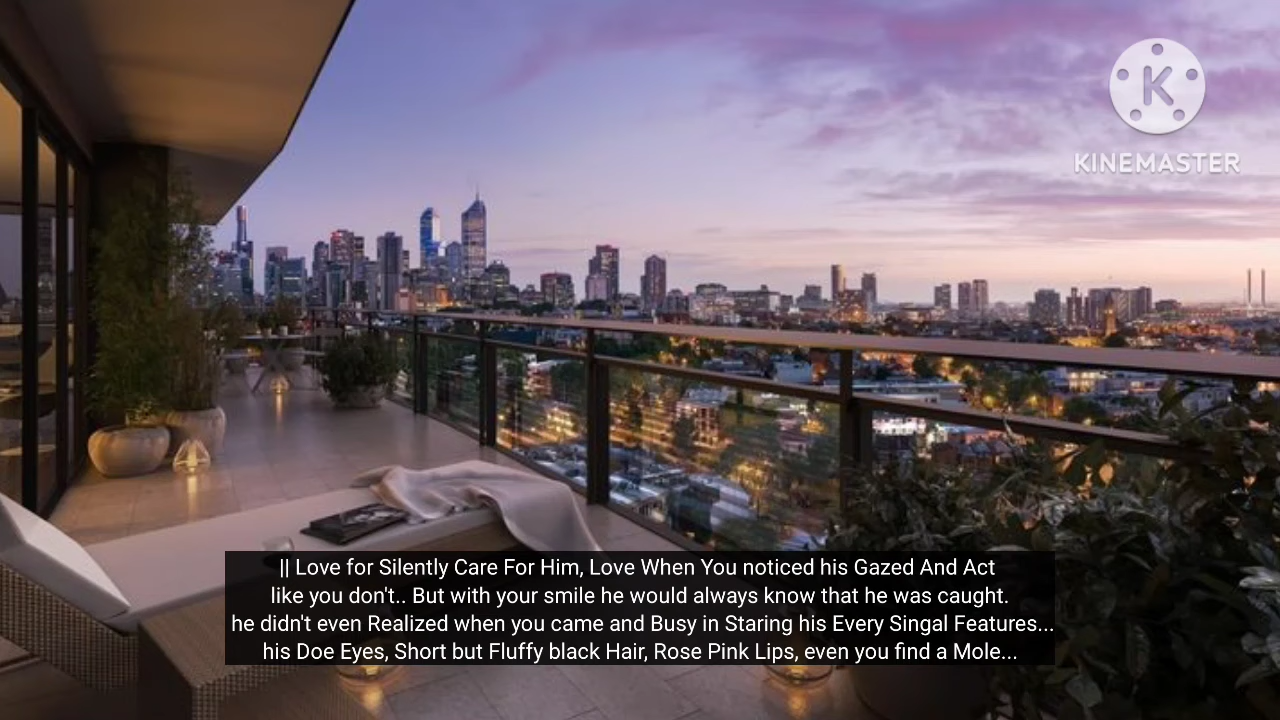 KINEMASTER
|| Love for Silently Care For Him, Love When You noticed his Gazed And Act
like you don't.. But with your smile he would always know that he was caught.
he didn't even Realized when you came and Busy in Staring his Every Singal Features...
his Doe Eyes, Short but Fluffy black Hair, Rose Pink Lips, even you find a Mole...